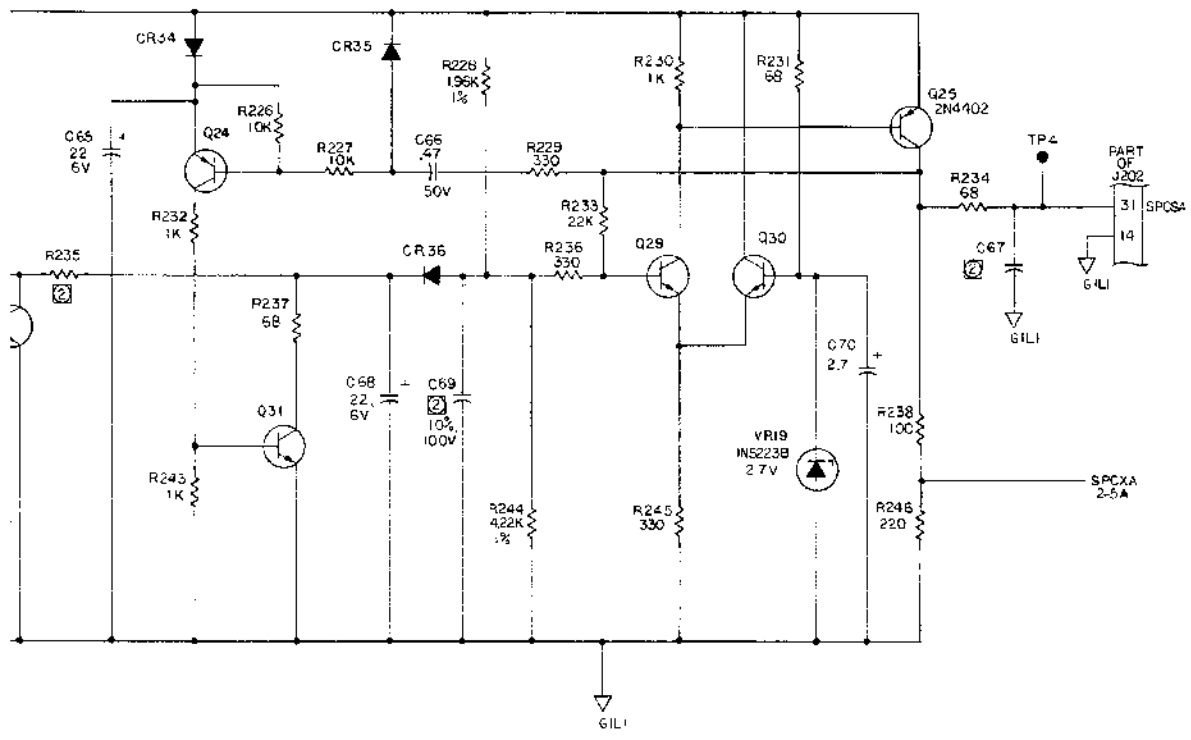 CR34
CR35
R228
1.96K
1%
R230
1K
R231
68
Q25
2N4402
C65
22
6V
Q24
R226
10K
R227
10K
C66
.47
50V
R229
330
TP4
PART
OF
J202
R234
68
31
SPCSA
14
R232
1K
R233
22K
R235
2
CR36
R236
330
Q29
Q30
C67
2
G1L1
G1L1
R237
68
C70
2.7
C68
22
6V
C69
2
10%
100V
Q31
R238
100
VR19
1N5223B
2.7V
R243
1K
SPCXA
2-5A
R244
4.22K
1%
R245
330
R246
220
G1L1